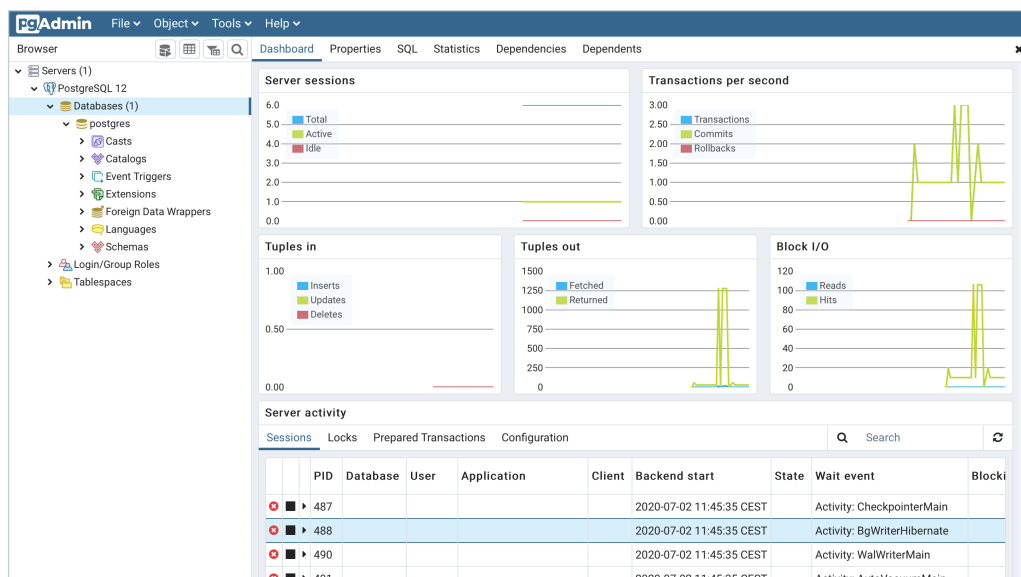 pgAdmin File Object Tools Help
Browser
Dashboard Properties SQL Statistics Dependencies Dependents
Servers (1)
PostgreSQL 12
Databases (1)
postgres
Casts
Catalogs
Event Triggers
Extensions
Foreign Data Wrappers
Languages
Schemas
Login/Group Roles
Tablespaces
Server sessions
6.0
5.0
4.0
3.0
2.0
1.0
0.0
Total
Active
Idle
Transactions per second
3.00
2.50
2.00
1.50
1.00
0.50
0.00
Transactions
Commits
Rollbacks
Tuples in
1.00
0.50
0.00
Inserts
Updates
Deletes
Tuples out
1500
1250
1000
750
500
250
0
Fetched
Returned
Block I/O
120
100
80
60
40
20
0
Reads
Hits
Server activity
Sessions Locks Prepared Transactions Configuration Search
PID Database User Application Client Backend start State Wait event Blocki
487 2020-07-02 11:45:35 CEST Activity: CheckpointerMain
488 2020-07-02 11:45:35 CEST Activity: BgWriterHibernate
490 2020-07-02 11:45:35 CEST Activity: WalWriterMain